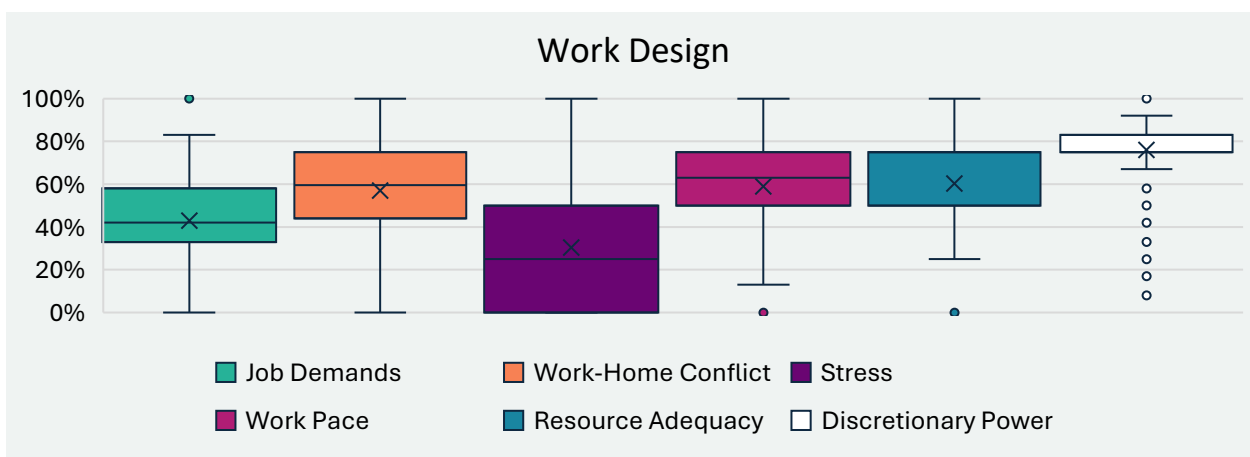 Work Design
100%
80%
60%
40%
20%
0%
Job Demands
Work-Home Conflict
Stress
Work Pace
Resource Adequacy
Discretionary Power